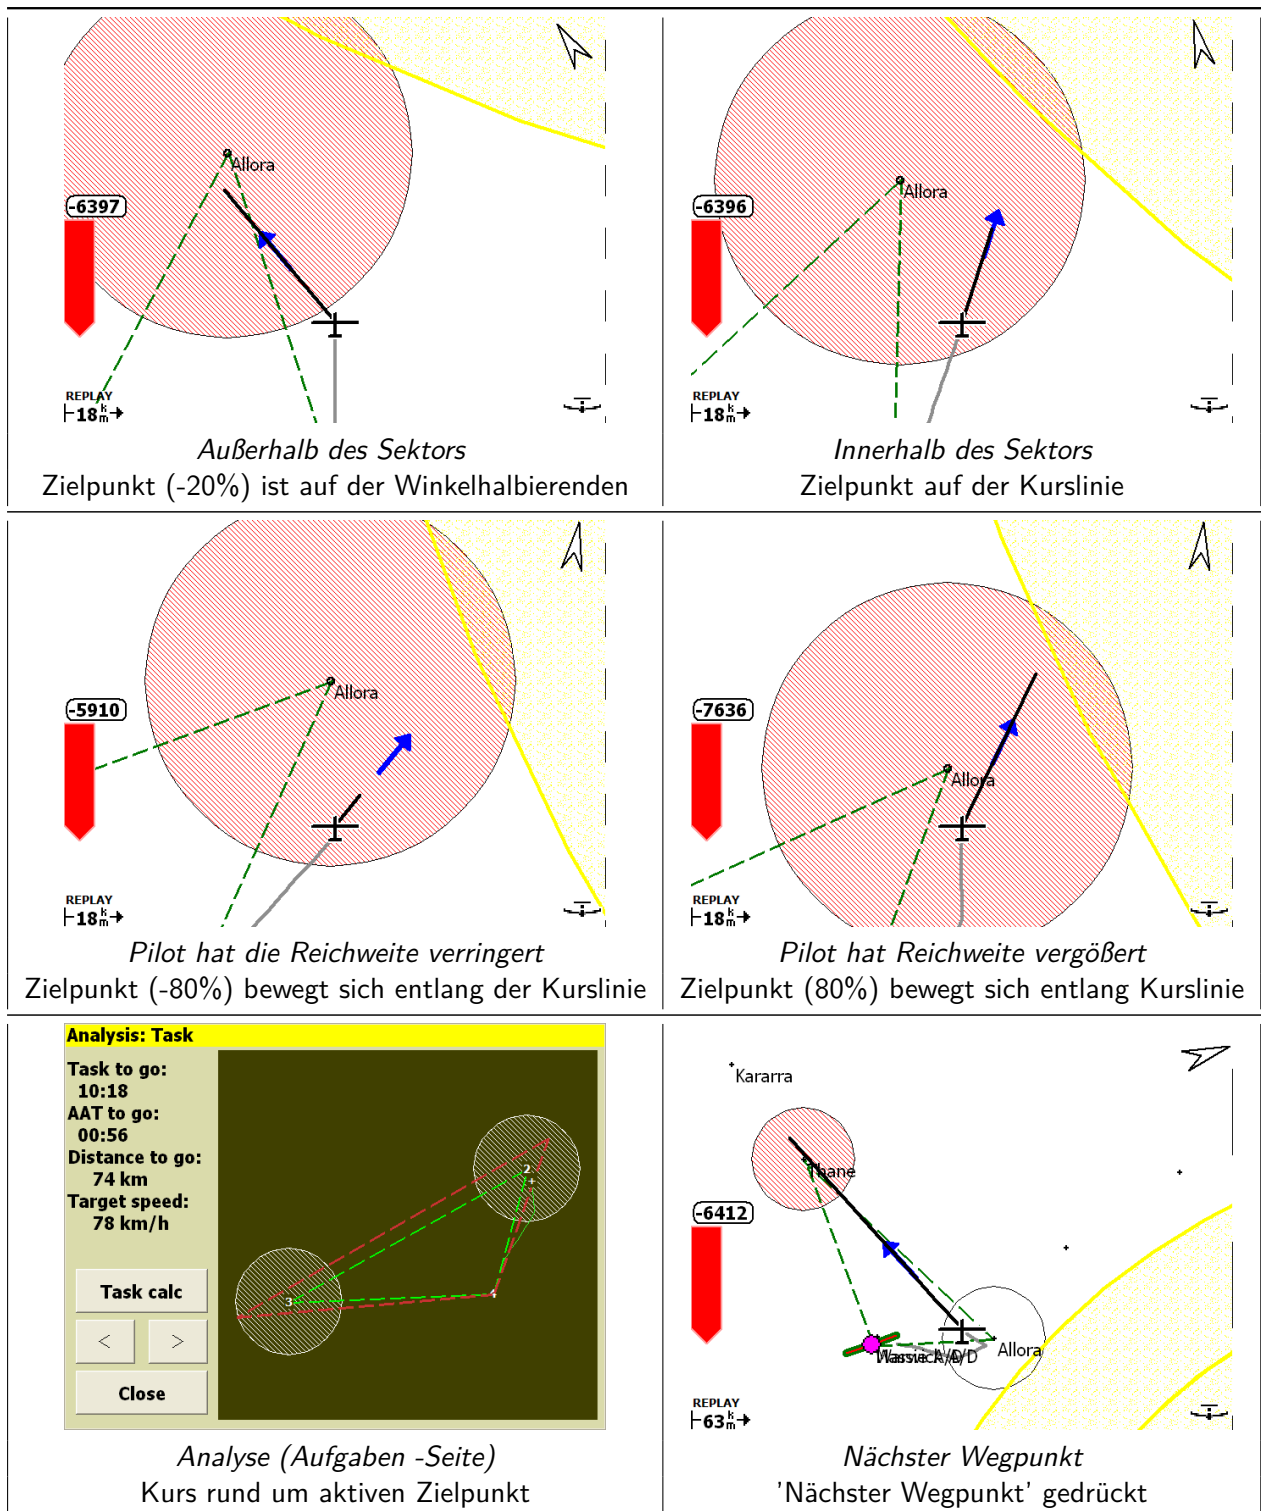 Allora
-6397
REPLAY
18 km
Außerhalb des Sektors
Zielpunkt (-20%) ist auf der Winkelhalbierenden
Allora
-6396
REPLAY
18 km
Innerhalb des Sektors
Zielpunkt auf der Kurslinie
Allora
-5910
REPLAY
18 km
Pilot hat die Reichweite verringert
Zielpunkt (-80%) bewegt sich entlang der Kurslinie
Allora
-7636
REPLAY
18 km
Pilot hat Reichweite vergößert
Zielpunkt (80%) bewegt sich entlang Kurslinie
Analysis: Task
Task to go:
10:18
AAT to go:
00:56
Distance to go:
74 km
Target speed:
78 km/h
Task calc
< >
Close
2
3
Analyse (Aufgaben -Seite)
Kurs rund um aktiven Zielpunkt
Kararra
Thane
-6412
Allora
REPLAY
63 km
Nächster Wegpunkt
'Nächster Wegpunkt' gedrückt